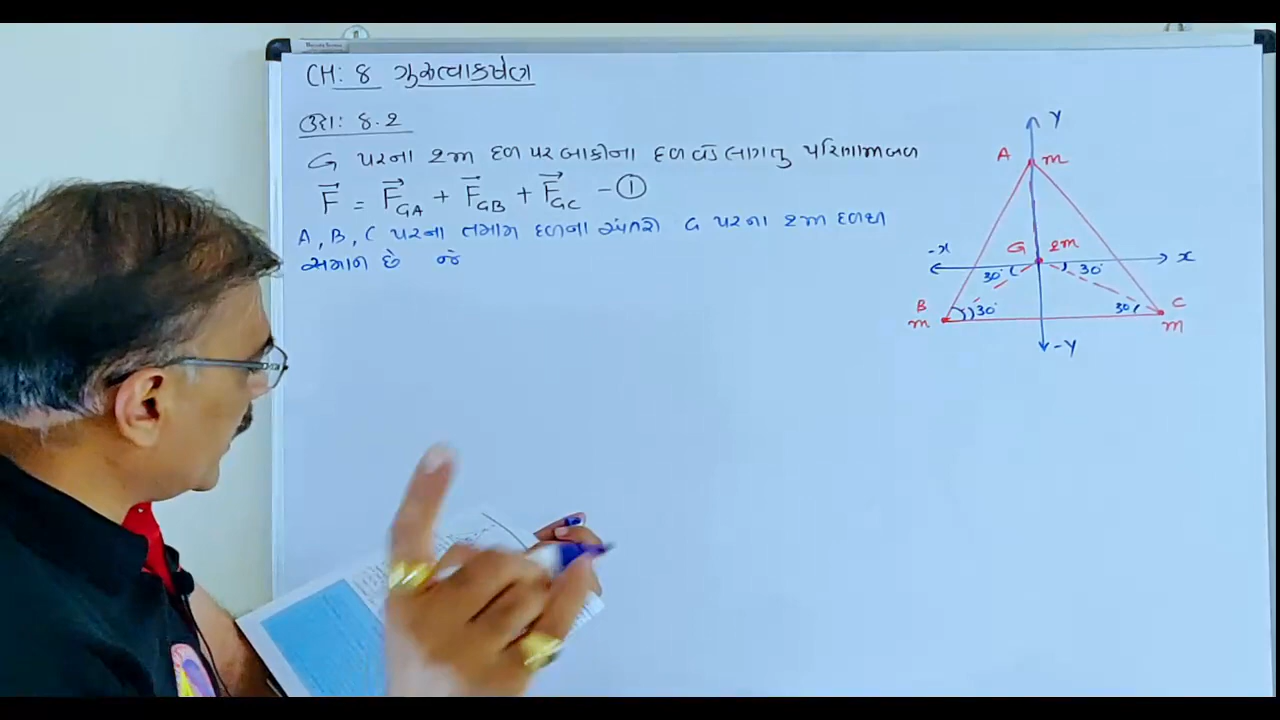 CH: 8 ગુરુત્વાકર્ષણ
ઉદા: 8.2
G પરના 2m દળ પર બાકીના દળ વડે લાગતુ પરિણામી બળ
F⃗ = F⃗GA + F⃗GB + F⃗GC – ①
A, B, C પરના તમામ દળના અંતરો G પરના 2m દળથી
સમાન છે જે
Y
A m
-x G 2m x
30° 30°
B 30° 30° C
m m
-Y